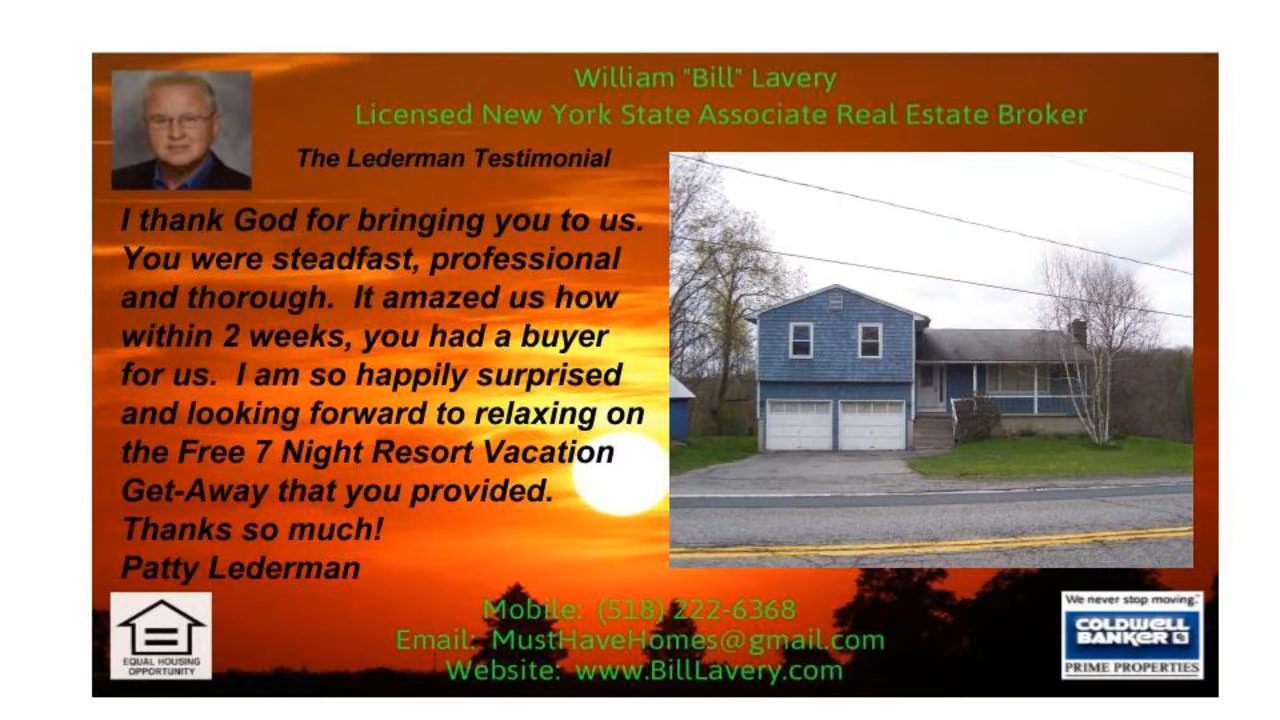 William "Bill" Lavery
Licensed New York State Associate Real Estate Broker
The Lederman Testimonial
I thank God for bringing you to us.
You were steadfast, professional
and thorough.  It amazed us how
within 2 weeks, you had a buyer
for us.  I am so happily surprised
and looking forward to relaxing on
the Free 7 Night Resort Vacation
Get-Away that you provided.
Thanks so much!
Patty Lederman
Mobile:  (518) 222-6368
Email:  MustHaveHomes@gmail.com
Website:  www.BillLavery.com
EQUAL HOUSING
OPPORTUNITY
We never stop moving.™
COLDWELL
BANKER
PRIME PROPERTIES